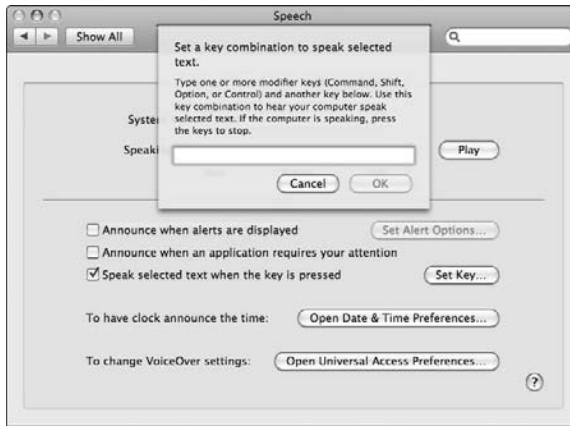 Speech
Show All
Set a key combination to speak selected
text.
Type one or more modifier keys (Command, Shift,
Option, or Control) and another key below. Use this
key combination to hear your computer speak
selected text. If the computer is speaking, press
the keys to stop.
Play
Cancel
OK
Announce when alerts are displayed
Set Alert Options...
Announce when an application requires your attention
Speak selected text when the key is pressed
Set Key...
To have clock announce the time:
Open Date & Time Preferences...
To change VoiceOver settings:
Open Universal Access Preferences...
?